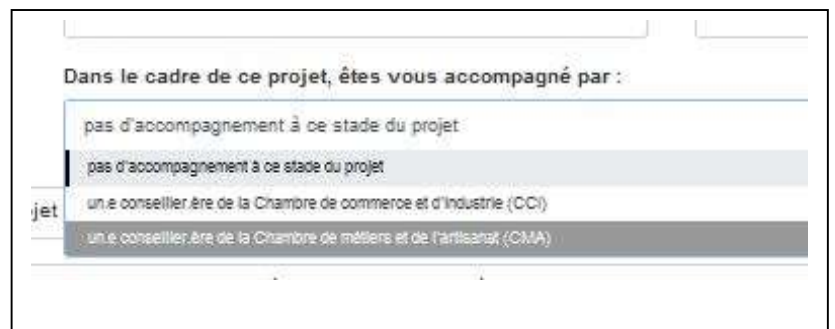 Dans le cadre de ce projet, êtes vous accompagné par :
pas d'accompagnement à ce stade du projet
pas d'accompagnement à ce stade du projet
un.e conseiller.ère de la Chambre de commerce et d'industrie (CCI)
jet
un.e conseiller.ère de la Chambre de métiers et de l'artisanat (CMA)